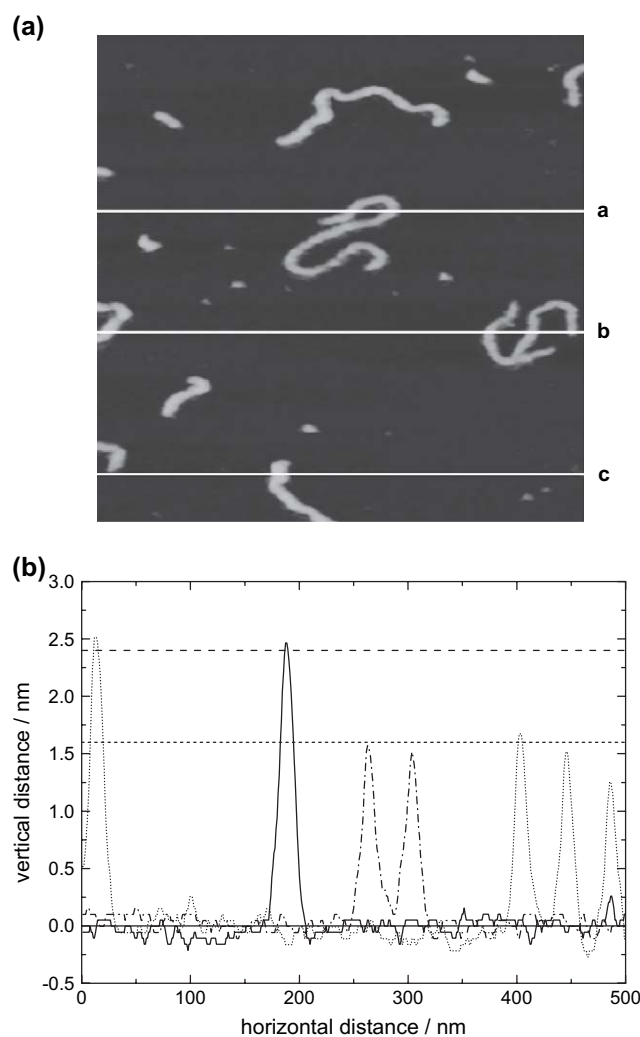 (a)
a
b
c
(b)
3.0
2.5
2.0
1.5
1.0
0.5
0.0
-0.5
0 100 200 300 400 500
vertical distance / nm
horizontal distance / nm